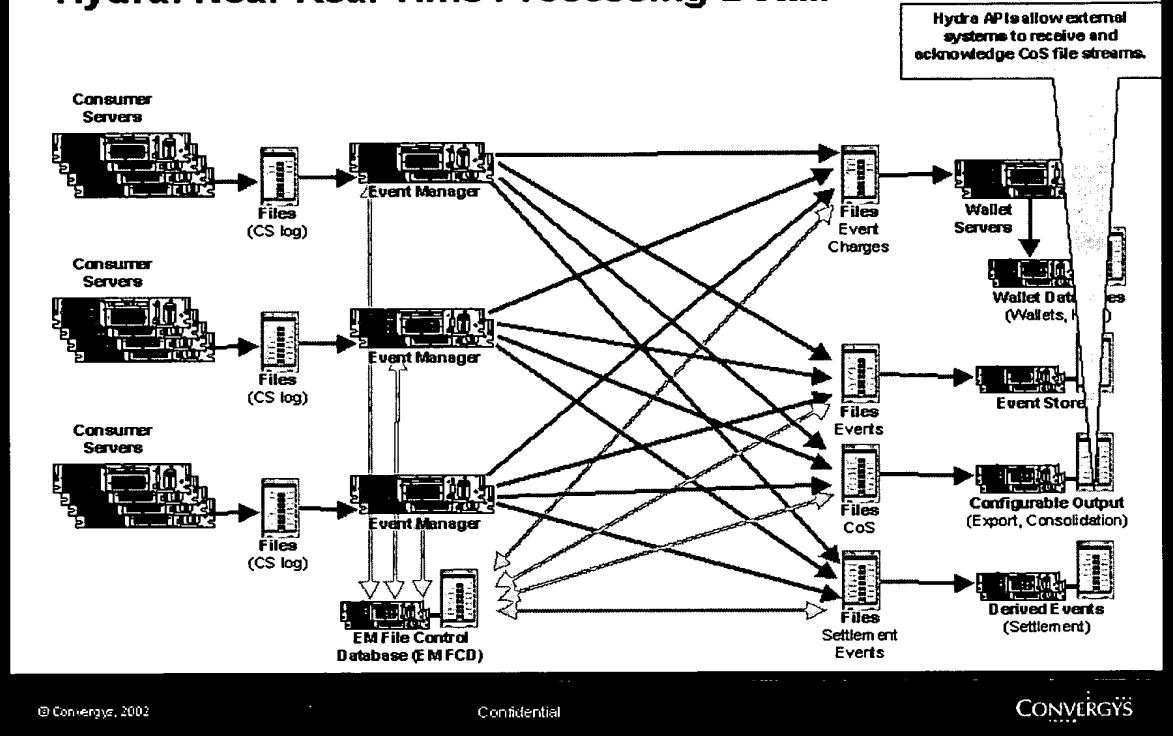 Hydra APIs allow external
systems to receive and
acknowledge CoS file streams.
Consumer
Servers
Files
(CS log)
Event Manager
Files
Event
Charges
Wallet
Servers
Consumer
Servers
Files
(CS log)
Event Manager
Wallet
(Wallets,
Files
Events
Event Store
Consumer
Servers
Files
(CS log)
Event Manager
Files
CoS
Configurable Output
(Export, Consolidation)
EM File Control
Database (EMFCD)
Files
Settlement
Events
Derived Events
(Settlement)
© Convergys, 2002
Confidential
CONVERGYS